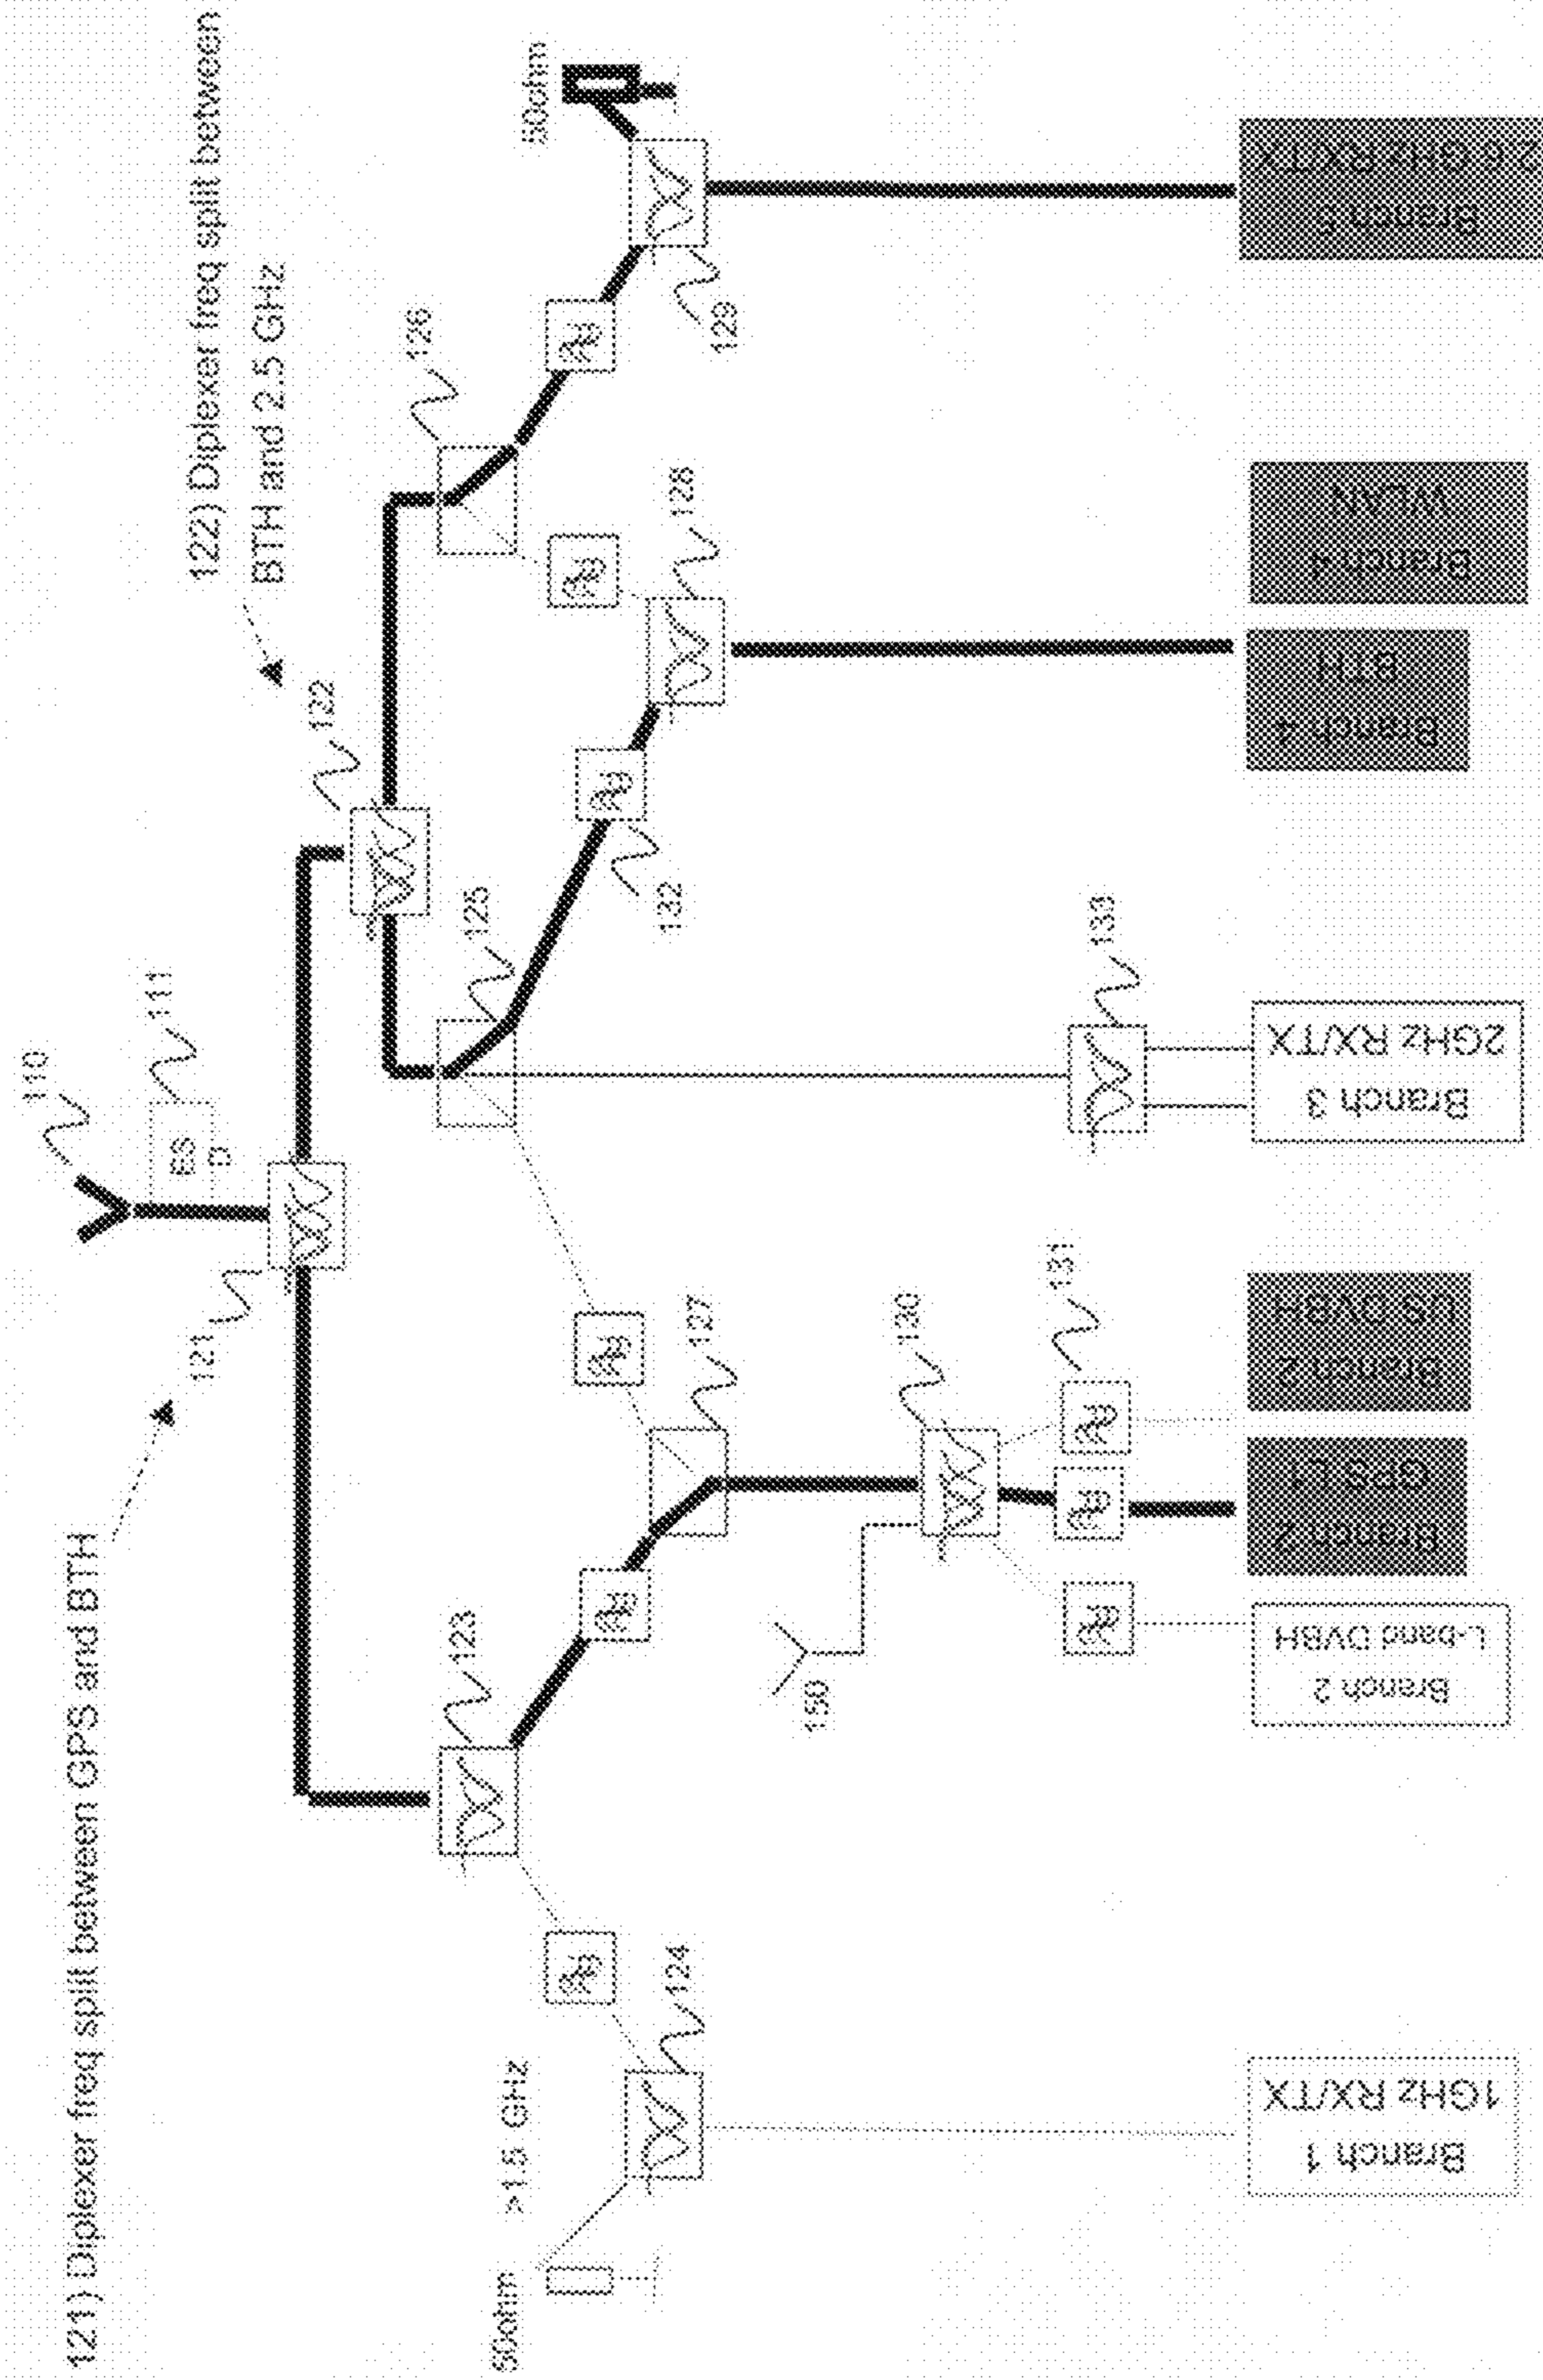 121) Diplexer freq split between GPS and BTH
122) Diplexer freq split between
BTH and 2.5 GHz
110
111
ES
D
121
122
123
124
125
126
127
128
129
130
131
132
133
150
50ohm
>1.5 GHz
50ohm
Branch 1
1GHz RX/TX
Branch 2
L-band DVBH
Branch 2
GPS L1
Branch 2
US DVBH
Branch 3
2GHz RX/TX
Branch 4
BTH
Branch 4
WLAN
Branch 5
2.6 GHz RX/TX